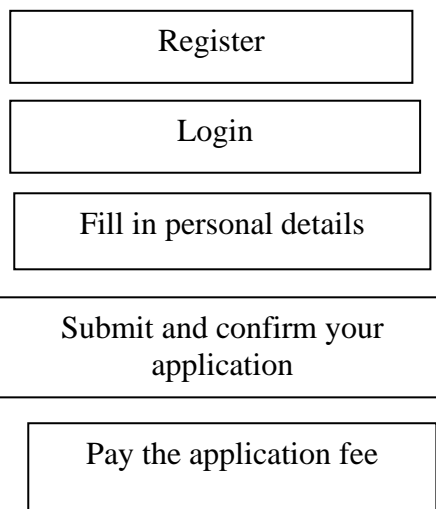 Register
Login
Fill in personal details
Submit and confirm your
application
Pay the application fee